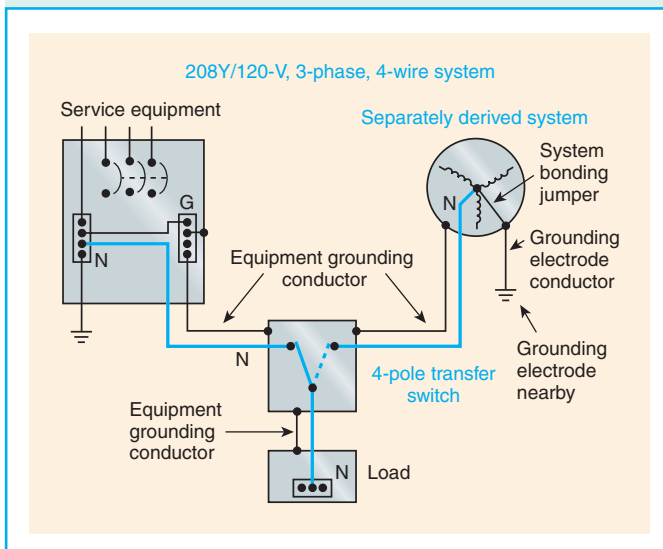 208Y/120-V, 3-phase, 4-wire system
Service equipment
Separately derived system
System
bonding
jumper
G
N
N
Grounding
electrode
conductor
Equipment grounding
conductor
N
4-pole transfer
switch
Grounding
electrode
nearby
Equipment
grounding
conductor
N
Load